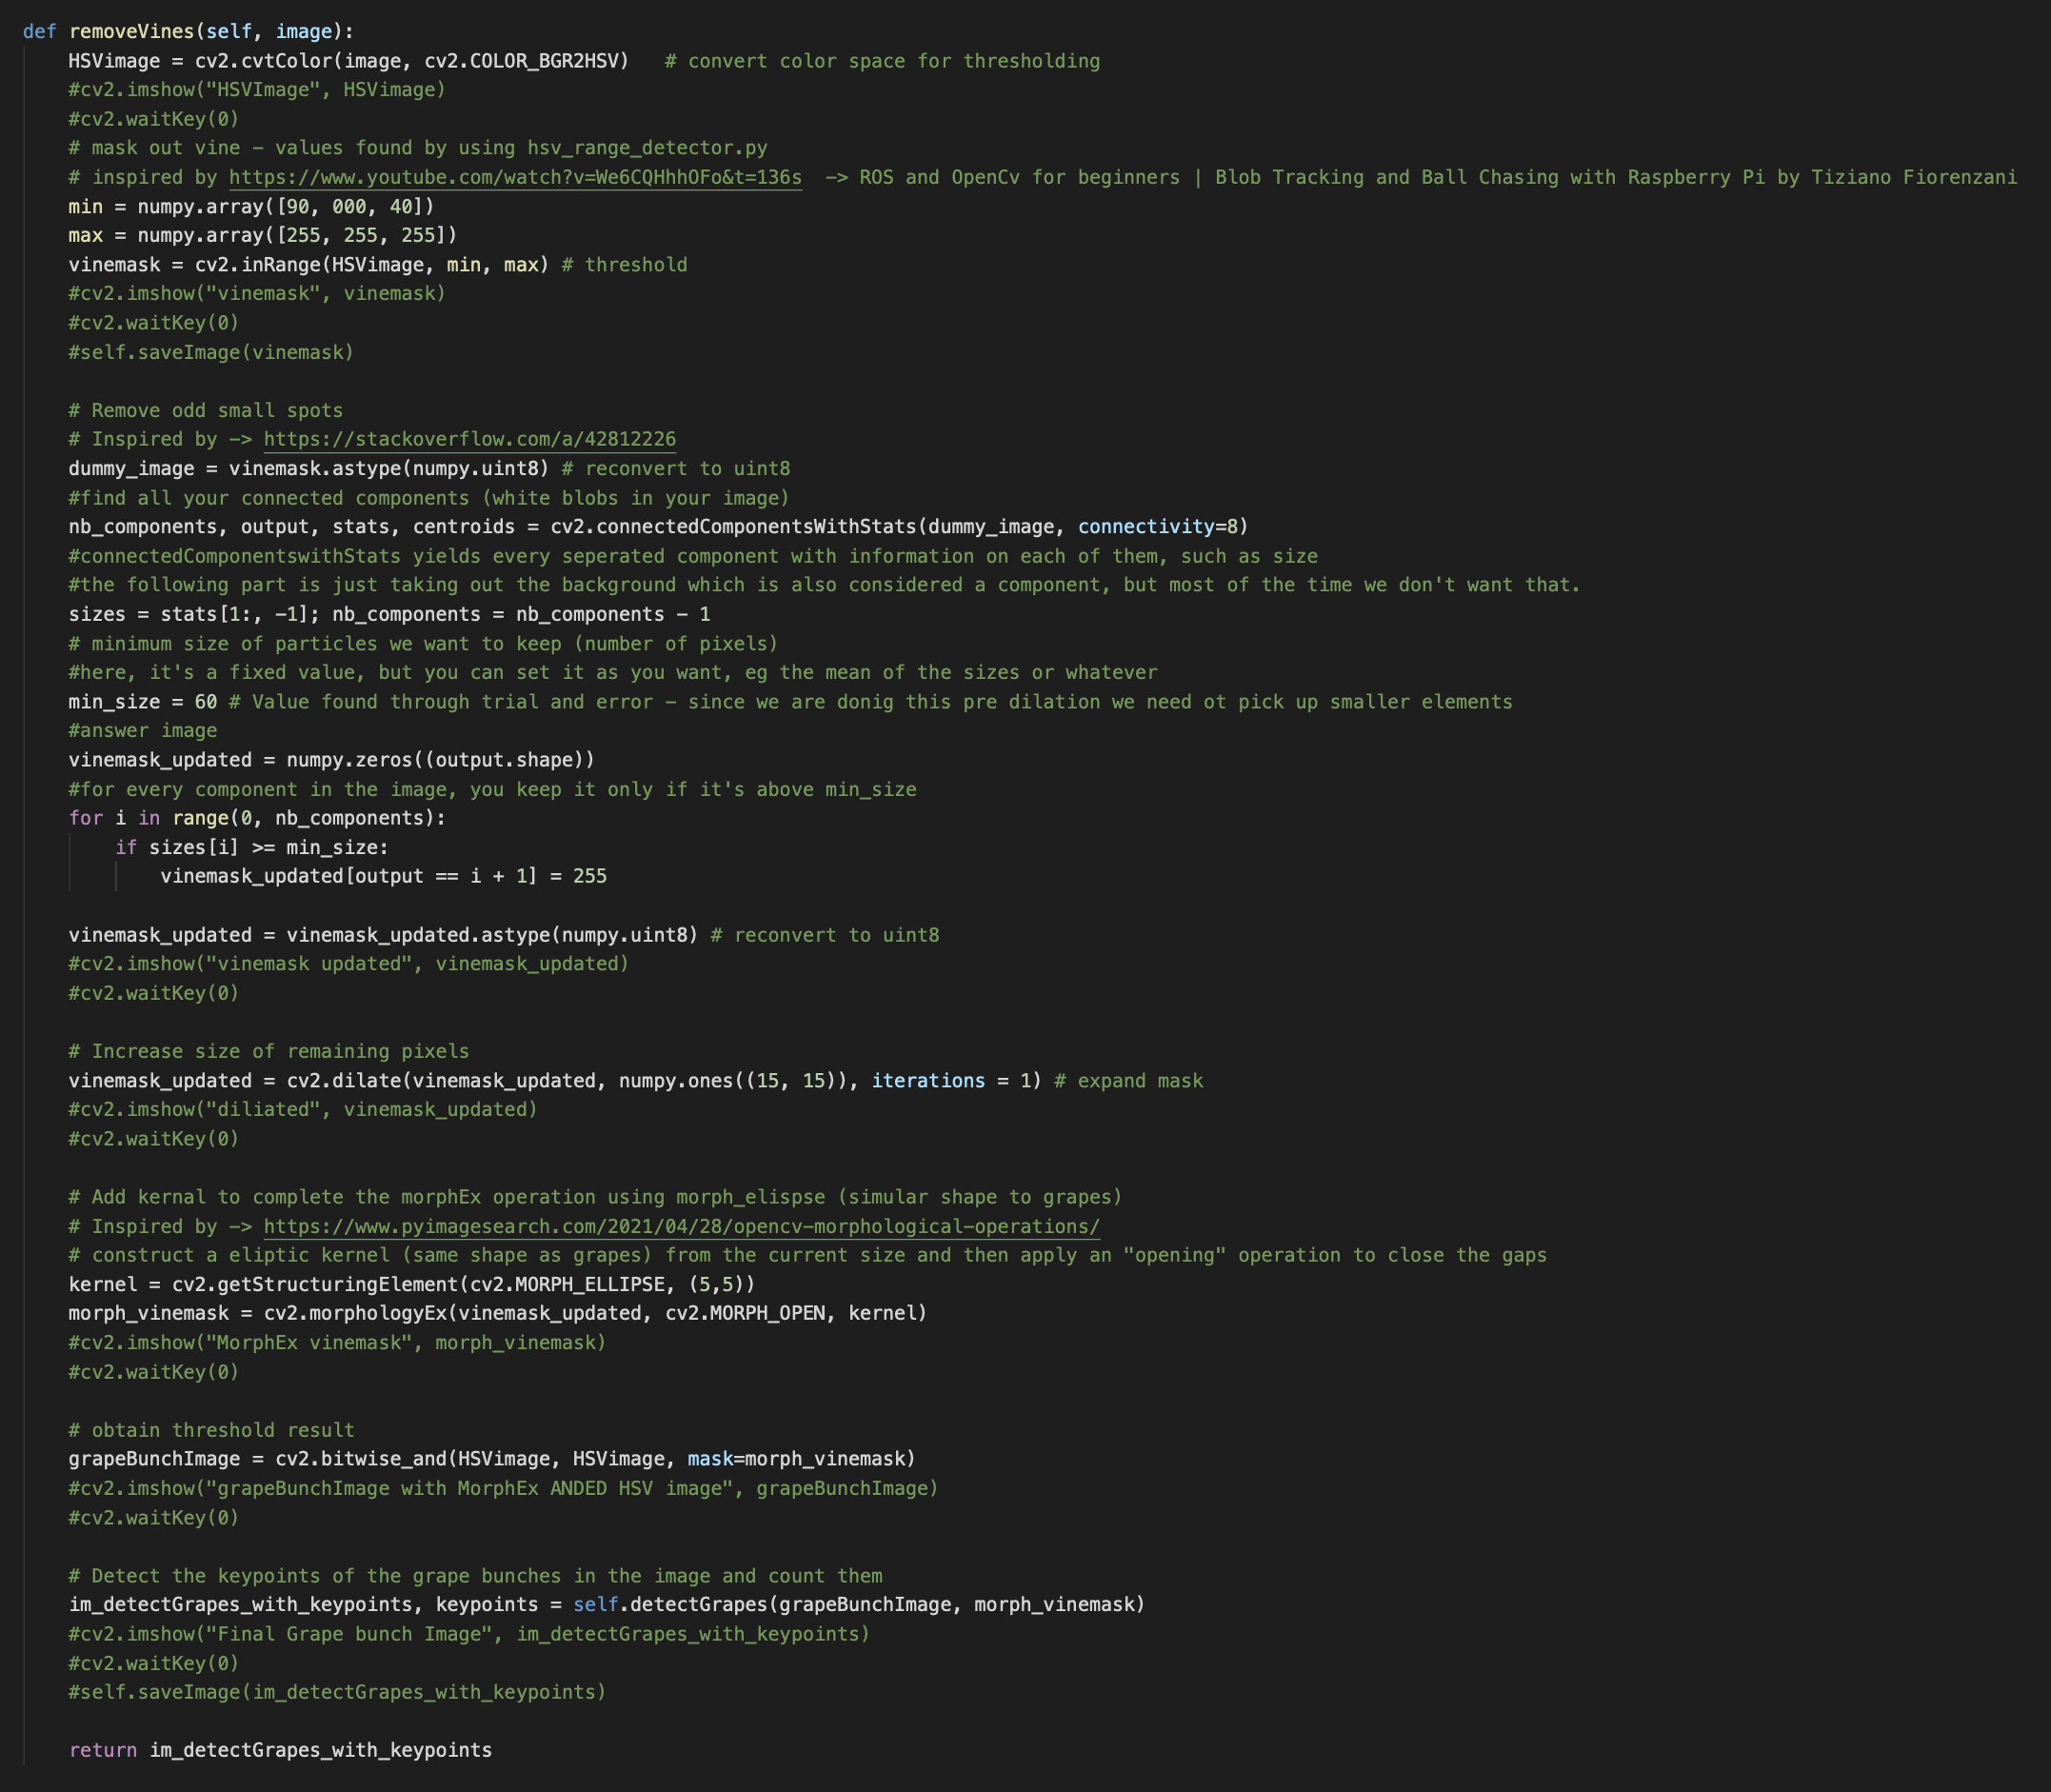 def removeVines(self, image):
    HSVimage = cv2.cvtColor(image, cv2.COLOR_BGR2HSV)   # convert color space for thresholding
    #cv2.imshow("HSVImage", HSVimage)
    #cv2.waitKey(0)
    # mask out vine - values found by using hsv_range_detector.py
    # inspired by https://www.youtube.com/watch?v=We6CQHhhOFo&t=136s  -> ROS and OpenCv for beginners | Blob Tracking and Ball Chasing with Raspberry Pi by Tiziano Fiorenzani
    min = numpy.array([90, 000, 40])
    max = numpy.array([255, 255, 255])
    vinemask = cv2.inRange(HSVimage, min, max) # threshold
    #cv2.imshow("vinemask", vinemask)
    #cv2.waitKey(0)
    #self.saveImage(vinemask)

    # Remove odd small spots
    # Inspired by -> https://stackoverflow.com/a/42812226
    dummy_image = vinemask.astype(numpy.uint8) # reconvert to uint8
    #find all your connected components (white blobs in your image)
    nb_components, output, stats, centroids = cv2.connectedComponentsWithStats(dummy_image, connectivity=8)
    #connectedComponentswithStats yields every seperated component with information on each of them, such as size
    #the following part is just taking out the background which is also considered a component, but most of the time we don't want that.
    sizes = stats[1:, -1]; nb_components = nb_components - 1
    # minimum size of particles we want to keep (number of pixels)
    #here, it's a fixed value, but you can set it as you want, eg the mean of the sizes or whatever
    min_size = 60 # Value found through trial and error - since we are donig this pre dilation we need ot pick up smaller elements
    #answer image
    vinemask_updated = numpy.zeros((output.shape))
    #for every component in the image, you keep it only if it's above min_size
    for i in range(0, nb_components):
        if sizes[i] >= min_size:
            vinemask_updated[output == i + 1] = 255

    vinemask_updated = vinemask_updated.astype(numpy.uint8) # reconvert to uint8
    #cv2.imshow("vinemask updated", vinemask_updated)
    #cv2.waitKey(0)

    # Increase size of remaining pixels
    vinemask_updated = cv2.dilate(vinemask_updated, numpy.ones((15, 15)), iterations = 1) # expand mask
    #cv2.imshow("diliated", vinemask_updated)
    #cv2.waitKey(0)

    # Add kernal to complete the morphEx operation using morph_elispse (simular shape to grapes)
    # Inspired by -> https://www.pyimagesearch.com/2021/04/28/opencv-morphological-operations/
    # construct a eliptic kernel (same shape as grapes) from the current size and then apply an "opening" operation to close the gaps
    kernel = cv2.getStructuringElement(cv2.MORPH_ELLIPSE, (5,5))
    morph_vinemask = cv2.morphologyEx(vinemask_updated, cv2.MORPH_OPEN, kernel)
    #cv2.imshow("MorphEx vinemask", morph_vinemask)
    #cv2.waitKey(0)

    # obtain threshold result
    grapeBunchImage = cv2.bitwise_and(HSVimage, HSVimage, mask=morph_vinemask)
    #cv2.imshow("grapeBunchImage with MorphEx ANDED HSV image", grapeBunchImage)
    #cv2.waitKey(0)

    # Detect the keypoints of the grape bunches in the image and count them
    im_detectGrapes_with_keypoints, keypoints = self.detectGrapes(grapeBunchImage, morph_vinemask)
    #cv2.imshow("Final Grape bunch Image", im_detectGrapes_with_keypoints)
    #cv2.waitKey(0)
    #self.saveImage(im_detectGrapes_with_keypoints)

    return im_detectGrapes_with_keypoints